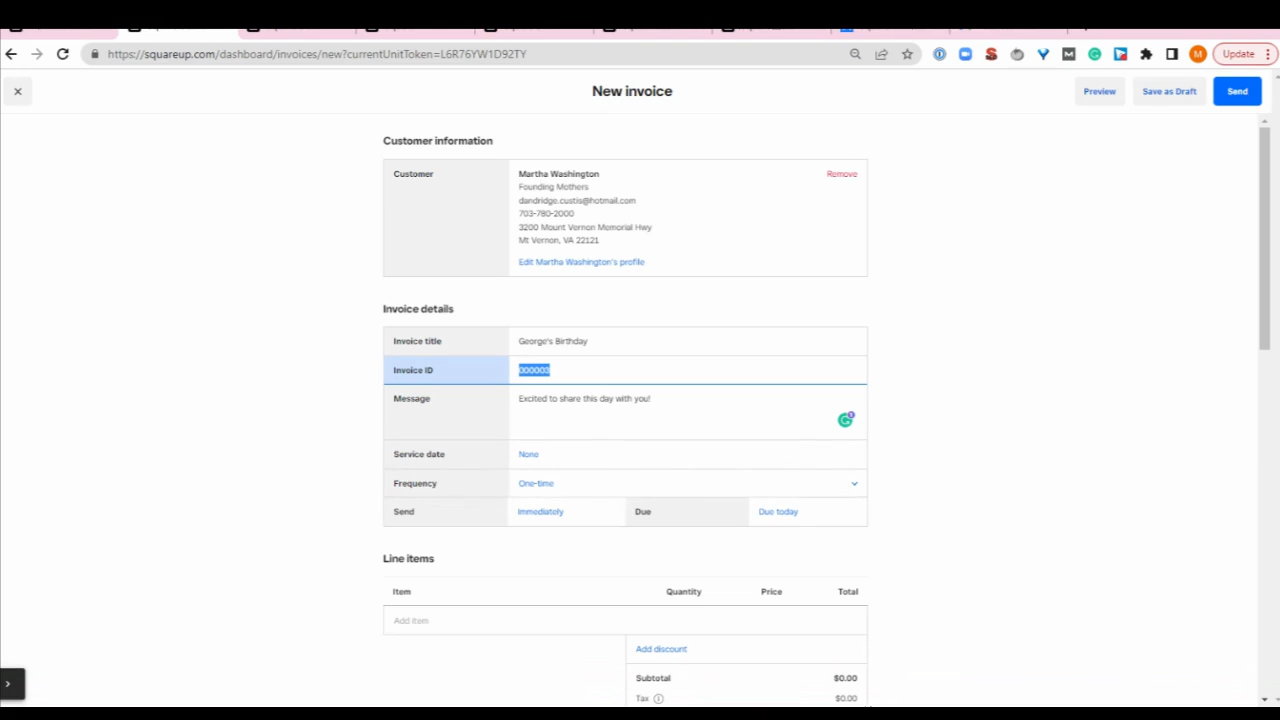 https://squareup.com/dashboard/invoices/new?currentUnitToken=L6R76YW1D92TY
Update
New invoice
Preview
Save as Draft
Send
Customer information
Customer
Martha Washington
Remove
Founding Mothers
dandridge.custis@hotmail.com
703-780-2000
3200 Mount Vernon Memorial Hwy
Mt Vernon, VA 22121
Edit Martha Washington's profile
Invoice details
Invoice title George's Birthday
Invoice ID 000003
Message Excited to share this day with you!
Service date None
Frequency One-time
Send Immediately Due Due today
Line items
Item Quantity Price Total
Add item
Add discount
Subtotal $0.00
Tax $0.00